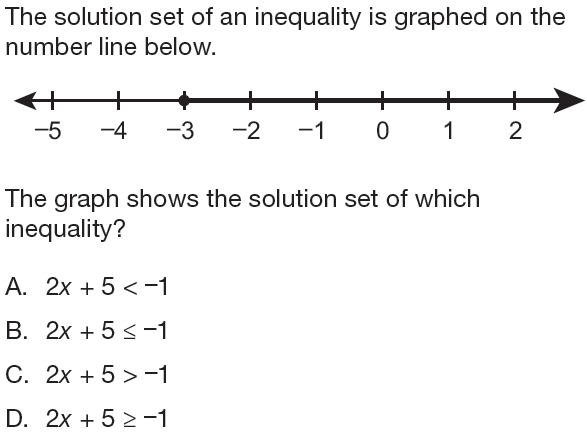 The solution set of an inequality is graphed on the
number line below.
−5 −4 −3 −2 −1 0 1 2
The graph shows the solution set of which
inequality?
A. 2x + 5 < −1
B. 2x + 5 ≤ −1
C. 2x + 5 > −1
D. 2x + 5 ≥ −1